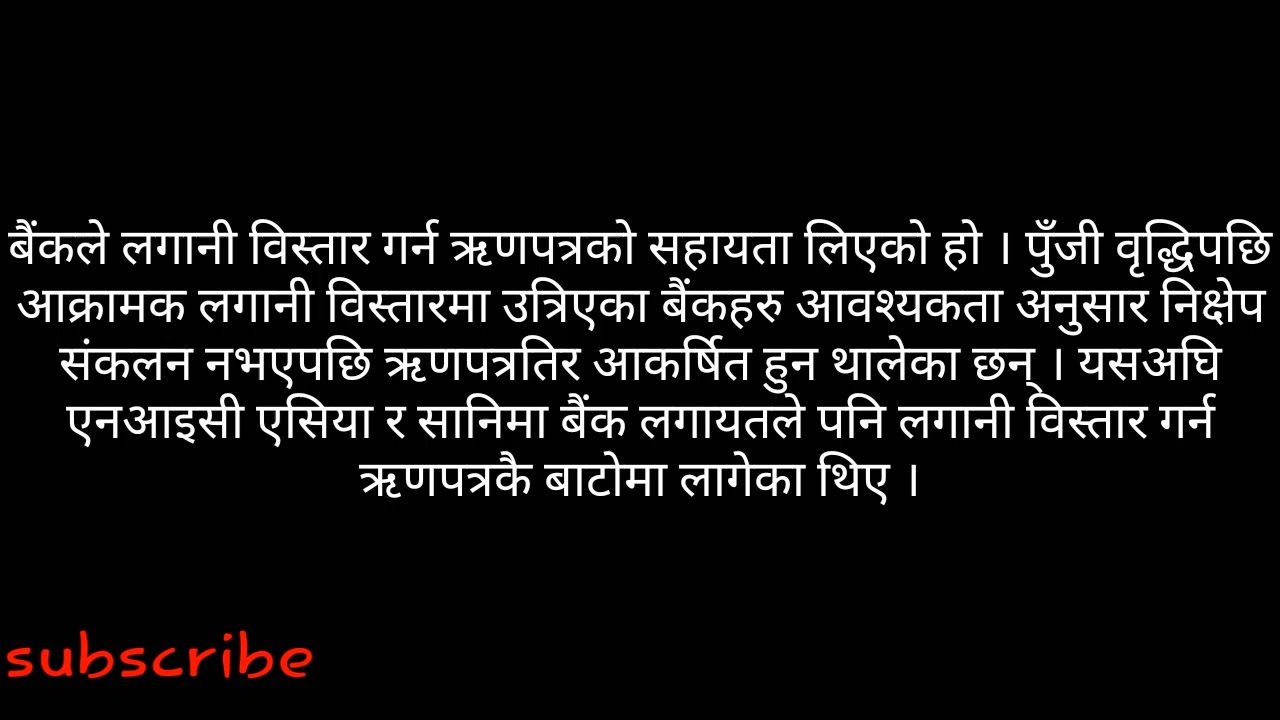 बैंकले लगानी विस्तार गर्न ऋणपत्रको सहायता लिएको हो । पुँजी वृद्धिपछि
आक्रामक लगानी विस्तारमा उत्रिएका बैंकहरु आवश्यकता अनुसार निक्षेप
संकलन नभएपछि ऋणपत्रतिर आकर्षित हुन थालेका छन् । यसअघि
एनआइसी एसिया र सानिमा बैंक लगायतले पनि लगानी विस्तार गर्न
ऋणपत्रकै बाटोमा लागेका थिए ।
subscribe